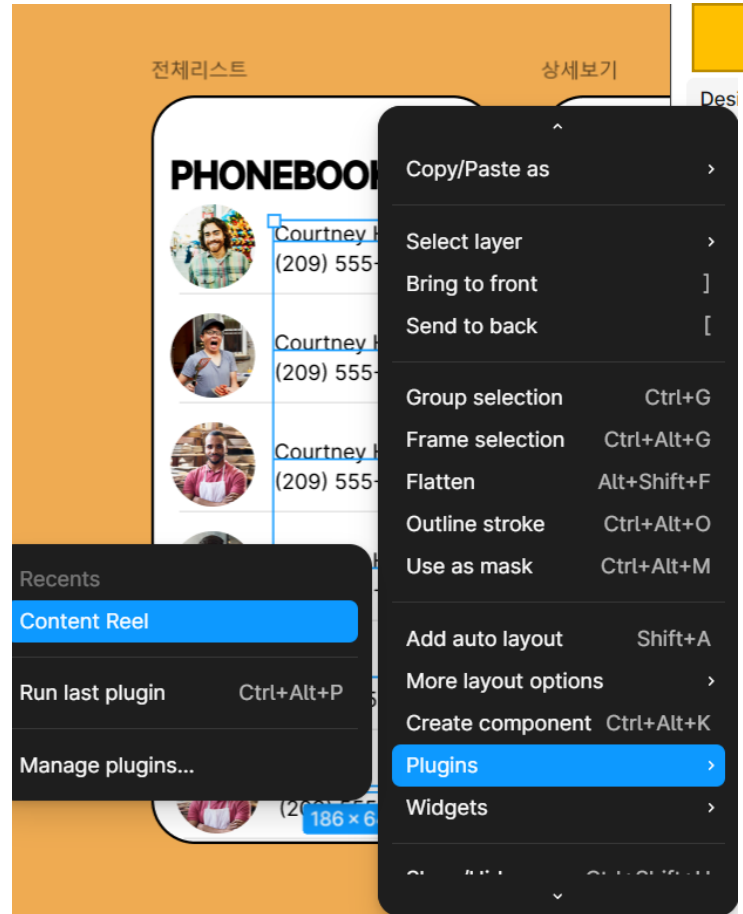 전체리스트
상세보기
Desi
PHONEBOOK
Courtney H
(209) 555-
Courtney H
(209) 555-
Courtney H
(209) 555-
186 × 6
Copy/Paste as
Select layer
Bring to front ]
Send to back [
Group selection Ctrl+G
Frame selection Ctrl+Alt+G
Flatten Alt+Shift+F
Outline stroke Ctrl+Alt+O
Use as mask Ctrl+Alt+M
Add auto layout Shift+A
More layout options
Create component Ctrl+Alt+K
Plugins
Widgets
Recents
Content Reel
Run last plugin Ctrl+Alt+P
Manage plugins...